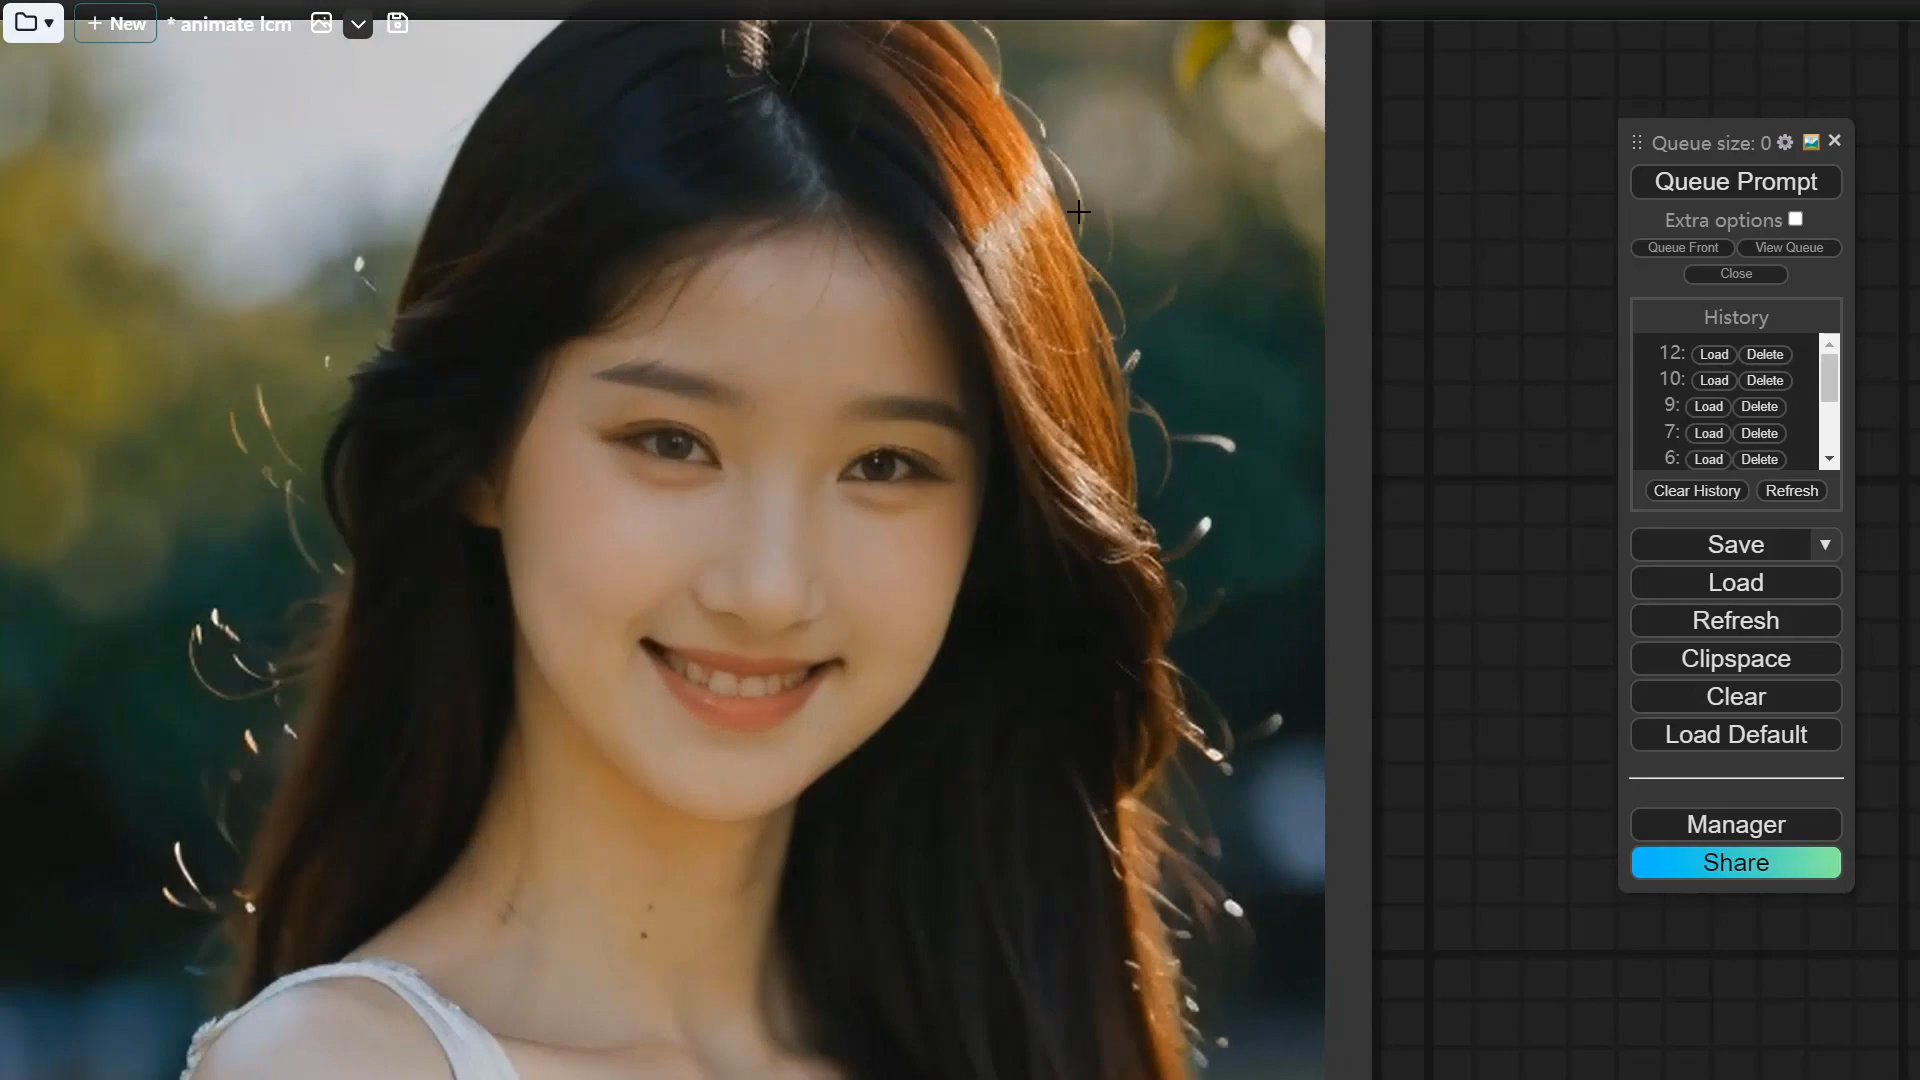 New
* animate lcm
Queue size: 0
Queue Prompt
Extra options
Queue Front
View Queue
Close
History
12: Load Delete
10: Load Delete
9: Load Delete
7: Load Delete
6: Load Delete
Clear History Refresh
Save
Load
Refresh
Clipspace
Clear
Load Default
Manager
Share